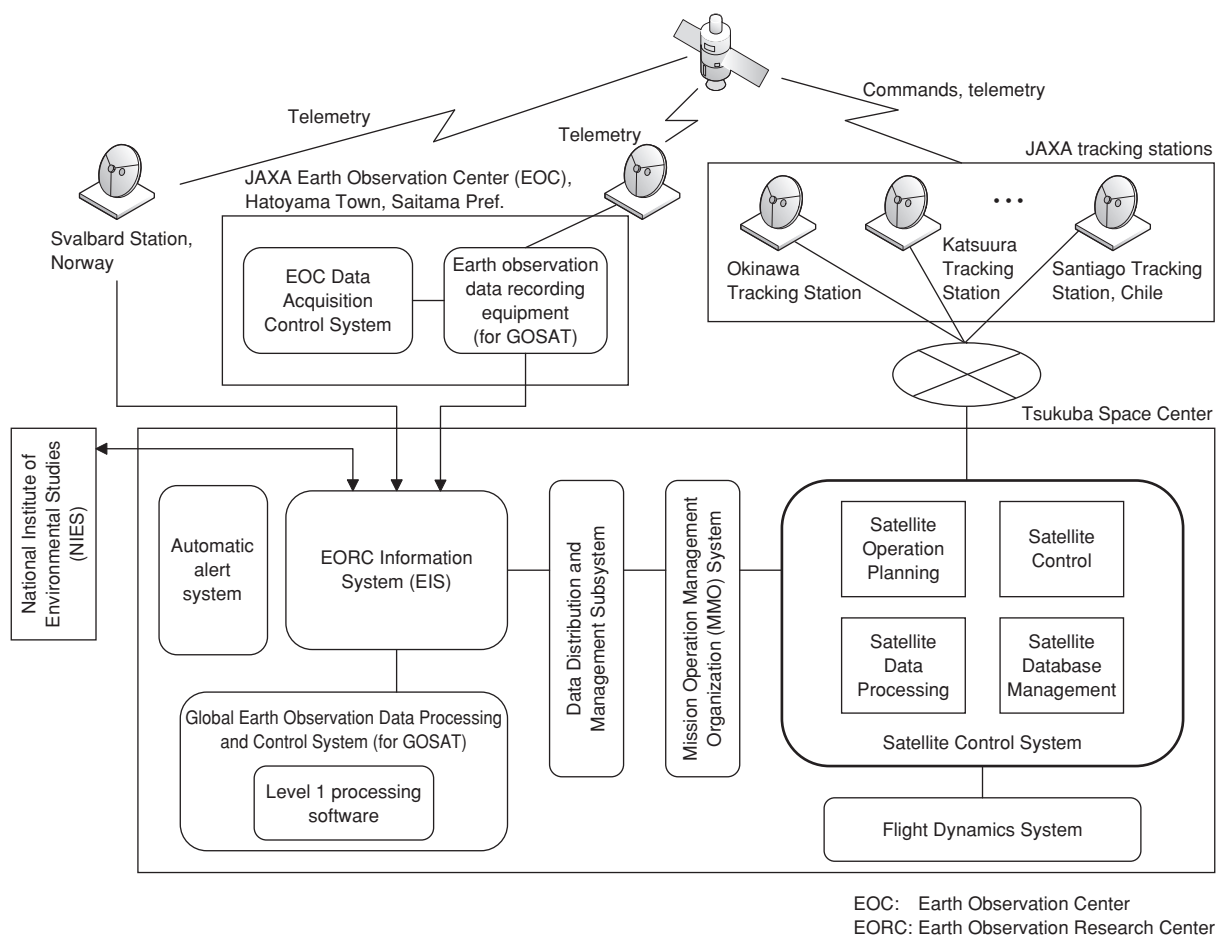 Commands, telemetry
Telemetry
Telemetry
JAXA tracking stations
JAXA Earth Observation Center (EOC),
Hatoyama Town, Saitama Pref.
Svalbard Station,
Norway
EOC Data
Acquisition
Control System
Earth observation
data recording
equipment
(for GOSAT)
Okinawa
Tracking Station
Katsuura
Tracking
Station
Santiago Tracking
Station, Chile
Tsukuba Space Center
National Institute of
Environmental Studies
(NIES)
Automatic
alert
system
EORC Information
System (EIS)
Data Distribution and
Management Subsystem
Mission Operation Management
Organization (MMO) System
Satellite
Operation
Planning
Satellite
Control
Satellite
Data
Processing
Satellite
Database
Management
Satellite Control System
Global Earth Observation Data Processing
and Control System (for GOSAT)
Level 1 processing
software
Flight Dynamics System
EOC: Earth Observation Center
EORC: Earth Observation Research Center